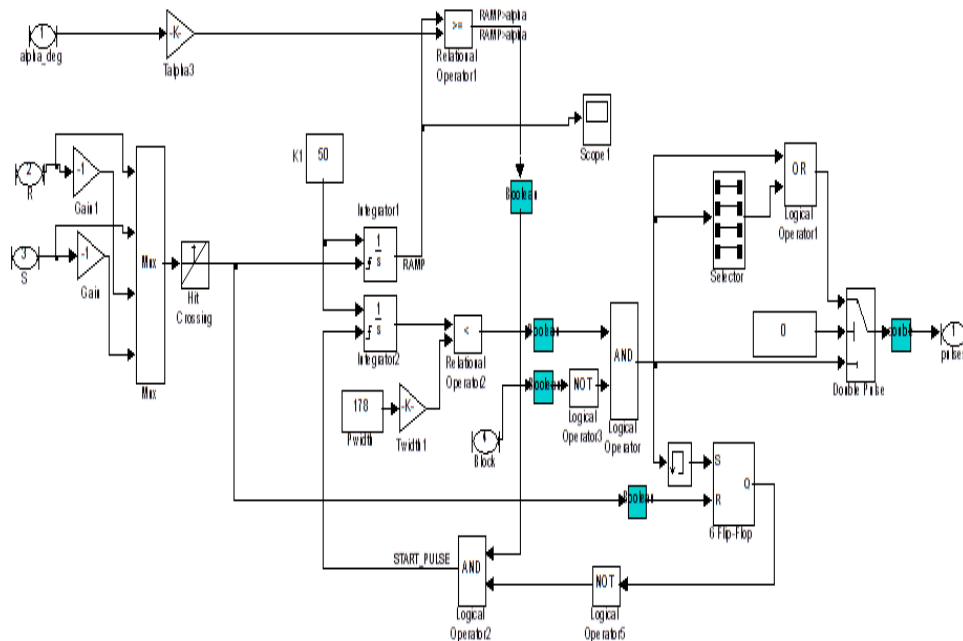 RAMP>alpha
RAMP>alpha
1
alpha_deg
-K-
Talpha3
>=
Relational
Operator1
Scope1
K1
50
Boolean
2
R
-1
Gain1
3
S
-1
Gain
Mux
Mux
Hit
Crossing
Integrator1
1
s
RAMP
1
s
Integrator2
<
Relational
Operator2
Boolean
Boolean
NOT
Logical
Operator3
AND
Logical
Operator
178
Pwidth
-K-
Twidth1
4
Block
Selector
OR
Logical
Operator1
0
Double Pulse
1
pulses
S
R
Q
6 Flip-Flop
Boolean
START_PULSE
AND
Logical
Operator2
NOT
Logical
Operator5